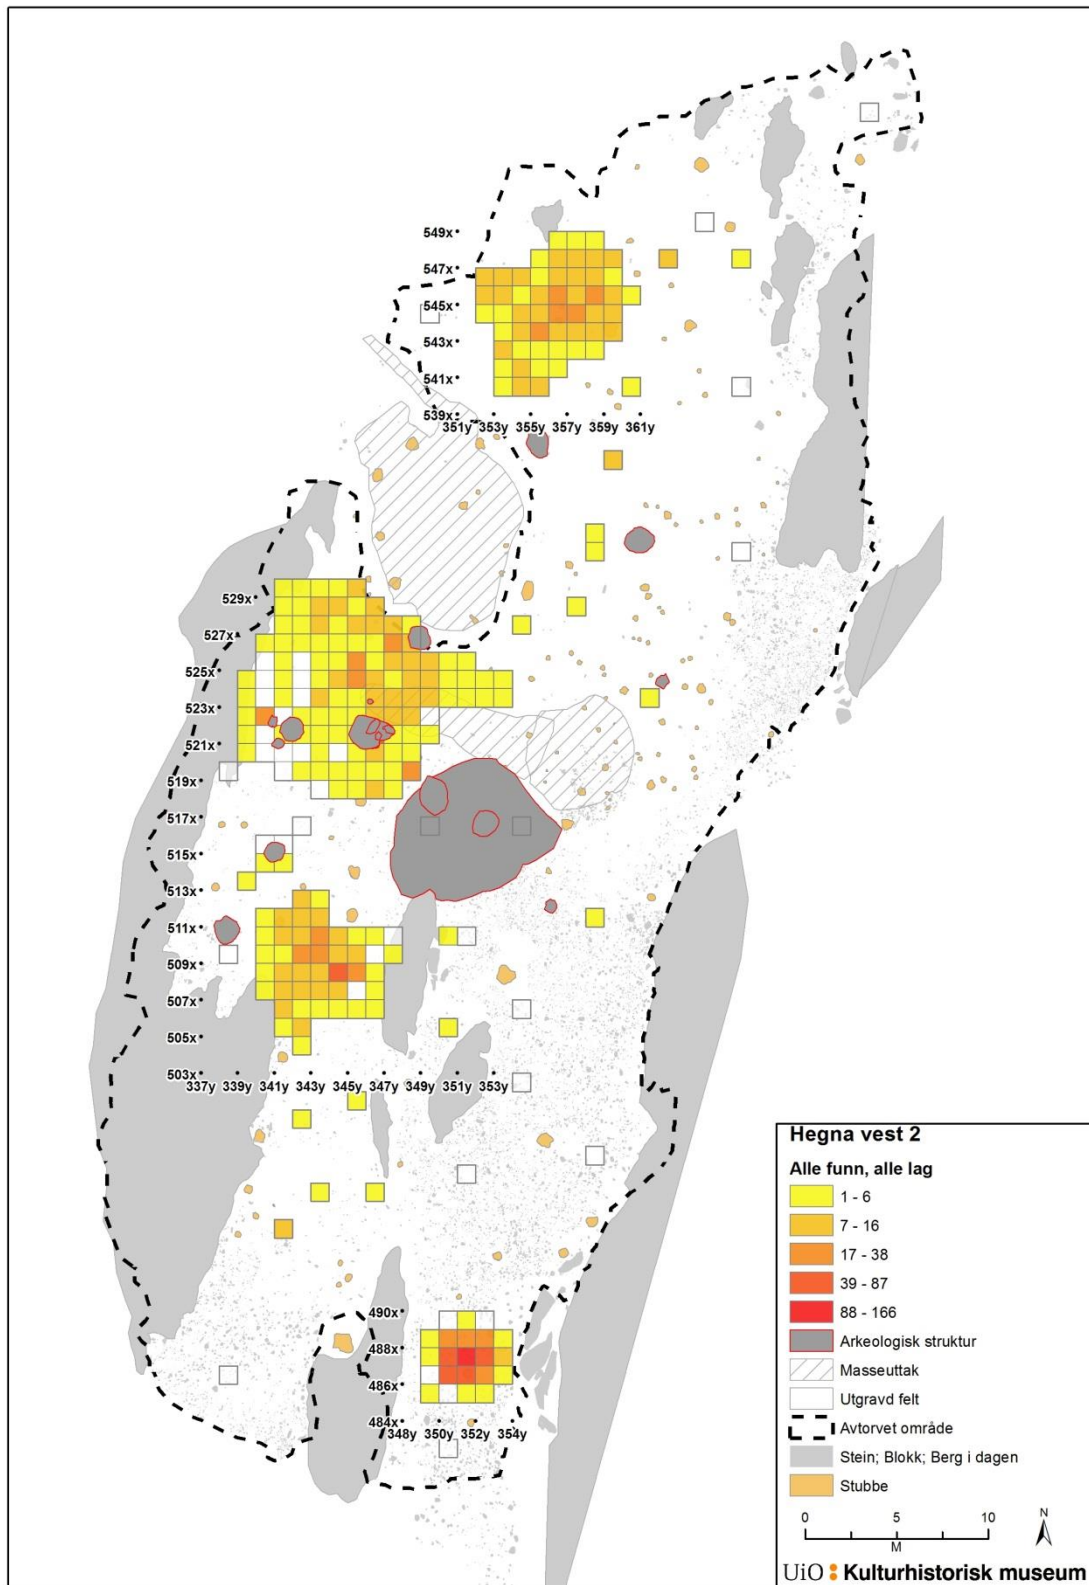 549x
547x
545x
543x
541x
539x
351y 353y 355y 357y 359y 361y
529x
527x
525x
523x
521x
519x
517x
515x
513x
511x
509x
507x
505x
503x
337y 339y 341y 343y 345y 347y 349y 351y 353y
490x
488x
486x
484x
348y 350y 352y 354y
Hegna vest 2
Alle funn, alle lag
1 - 6
7 - 16
17 - 38
39 - 87
88 - 166
Arkeologisk struktur
Masseuttak
Utgravd felt
Avtorvet område
Stein; Blokk; Berg i dagen
Stubbe
0 5 10
M
N
UiO Kulturhistorisk museum